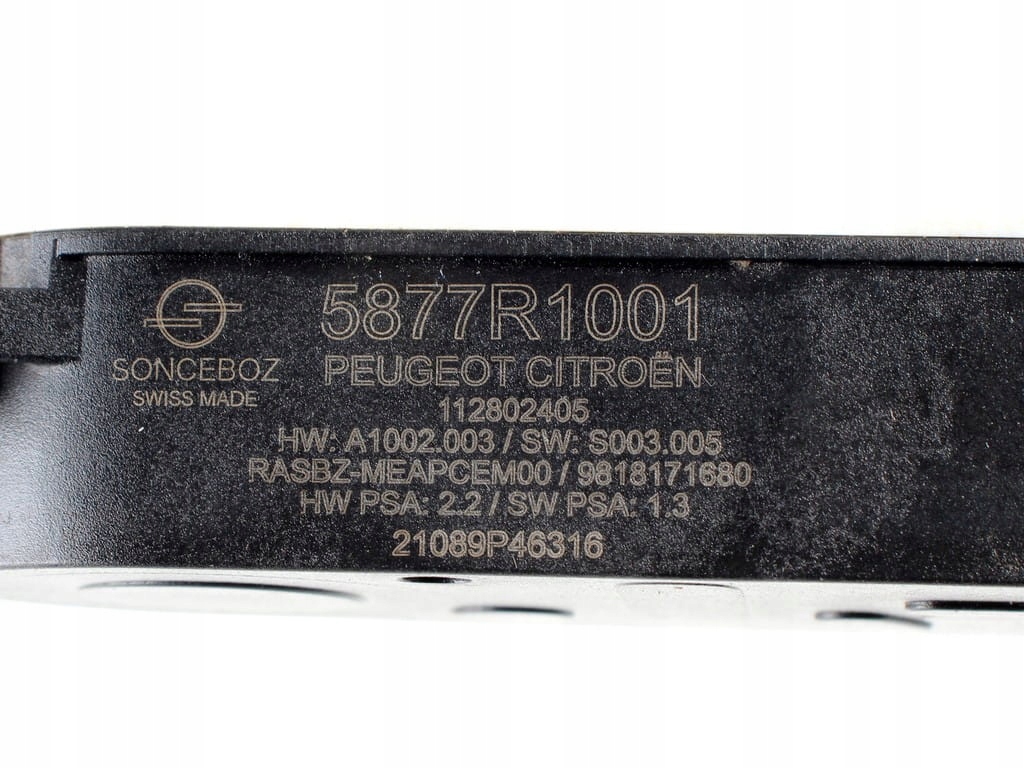 SONCEBOZ
SWISS MADE
5877R1001
PEUGEOT CITROËN
112802405
HW: A1002.003 / SW: S003.005
RASBZ-MEAPCEM00 / 9818171680
HW PSA: 2.2 / SW PSA: 1.3
21089P46316